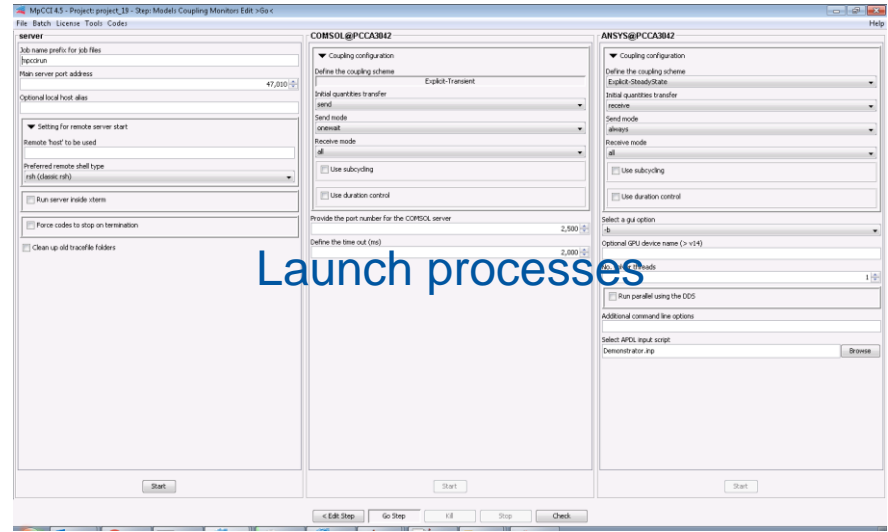 MpCCI 4.5 - Project: project_19 - Step: Models Coupling Monitors Edit >Go<
File Batch License Tools Codes Help
server
Job name prefix for job files
mpccirun
Main server port address
47,010
Optional local host alias
Setting for remote server start
Remote 'host' to be used
Preferred remote shell type
rsh (classic rsh)
Run server inside xterm
Force codes to stop on termination
Clean up old tracefile folders
Start
COMSOL@PCCA3042
Coupling configuration
Define the coupling scheme
Explicit-Transient
Initial quantities transfer
send
Send mode
onewait
Receive mode
all
Use subcycling
Use duration control
Provide the port number for the COMSOL server
2,500
Define the time out (ms)
2,000
Start
ANSYS@PCCA3042
Coupling configuration
Define the coupling scheme
Explicit-SteadyState
Initial quantities transfer
receive
Send mode
always
Receive mode
all
Use subcycling
Use duration control
Select a gui option
-b
Optional GPU device name (> v14)
No. threads
1
Run parallel using the DDS
Additional command line options
Select APDL input script
Demonstrator.inp Browse
Start
Launch processes
< Edit Step Go Step Kill Stop Check